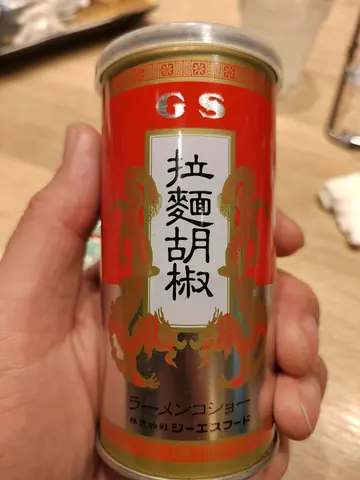 GS
拉麵胡椒
ラーメンコショー
株式会社 ジーエスフード